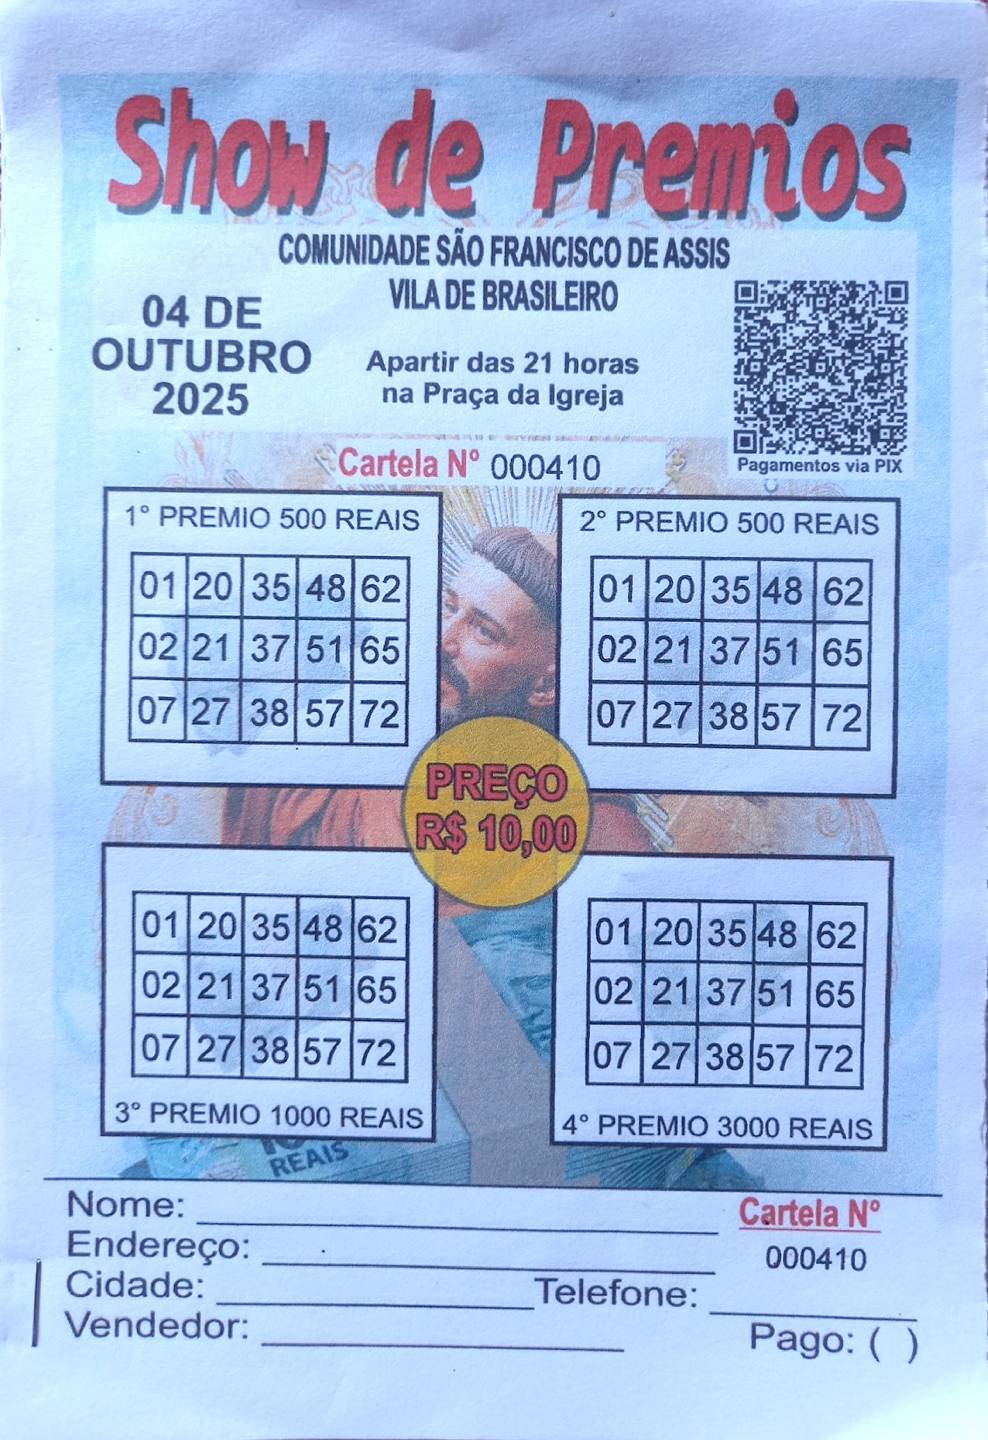 Show de Premios
COMUNIDADE SÃO FRANCISCO DE ASSIS
VILA DE BRASILEIRO
04 DE
OUTUBRO
2025
Apartir das 21 horas
na Praça da Igreja
Pagamentos via PIX
Cartela Nº 000410
1° PREMIO 500 REAIS
01 20 35 48 62
02 21 37 51 65
07 27 38 57 72
2° PREMIO 500 REAIS
01 20 35 48 62
02 21 37 51 65
07 27 38 57 72
PREÇO
R$ 10,00
01 20 35 48 62
02 21 37 51 65
07 27 38 57 72
3° PREMIO 1000 REAIS
01 20 35 48 62
02 21 37 51 65
07 27 38 57 72
4° PREMIO 3000 REAIS
REAIS
Nome:
Endereço:
Cidade: Telefone:
Vendedor:
Cartela Nº
000410
Pago: ( )